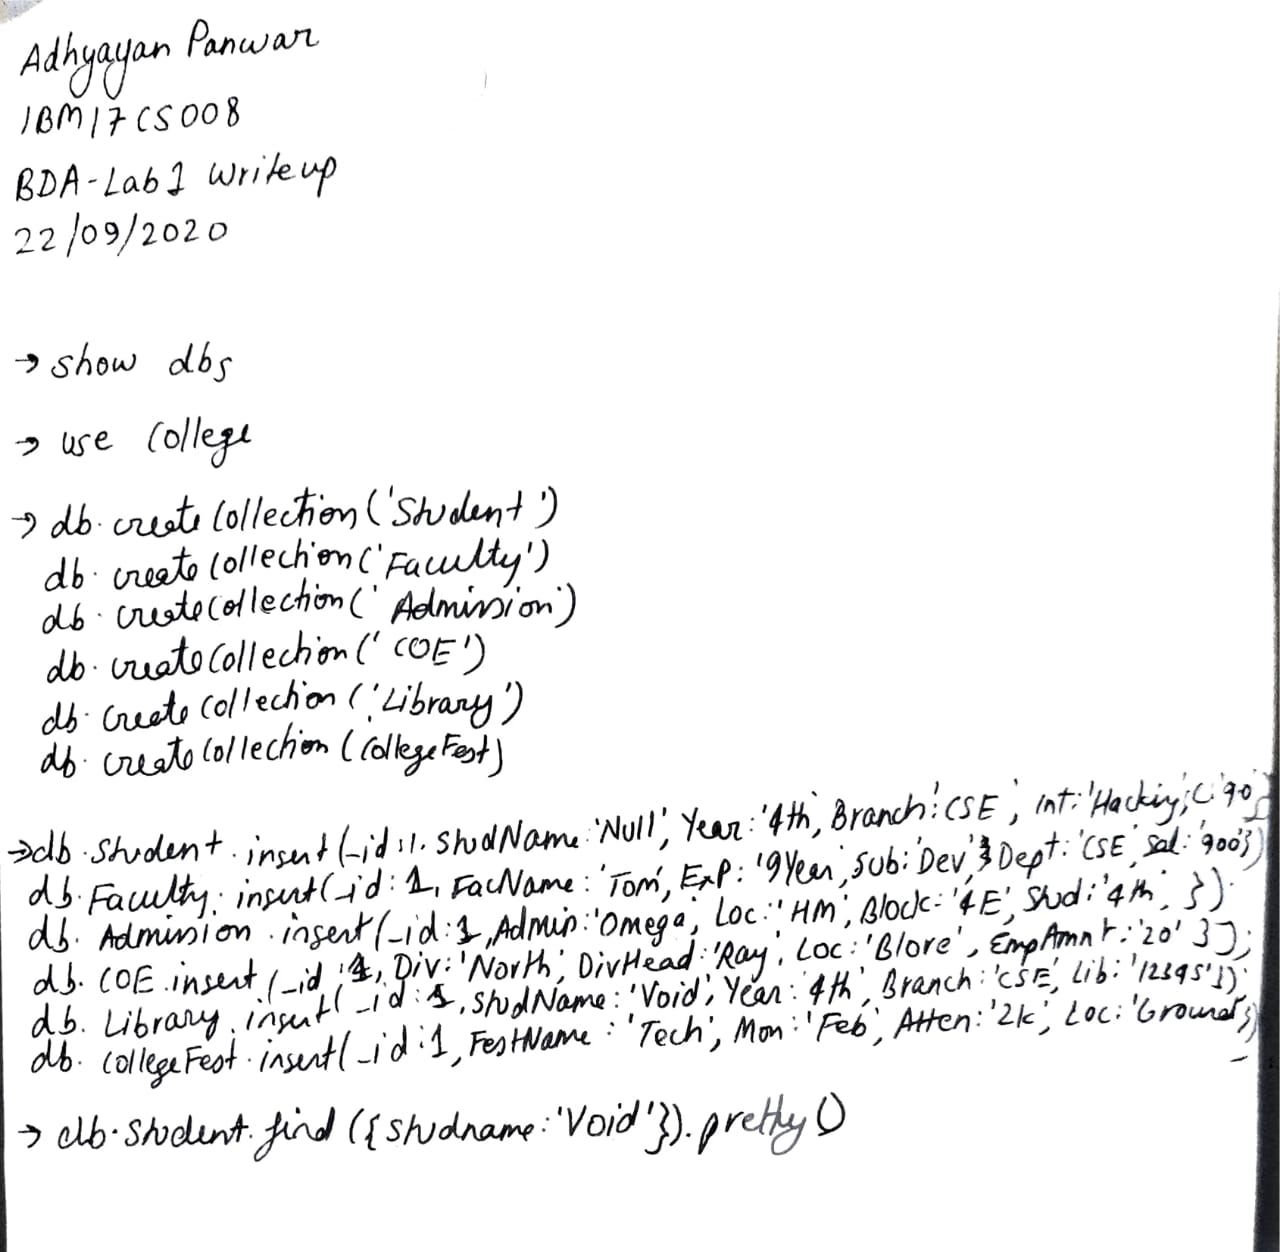 Adhyayan Panwar
1BM17CS008
BDA-Lab1 Writeup
22/09/2020
→ show dbs
→ use College
→ db.createCollection('Student')
db.createCollection('Faculty')
db.createCollection('Admission')
db.createCollection('COE')
db.createCollection('Library')
db.createCollection(CollegeFest)
→db.Student.insert(_id:1, StudName:'Null', Year:'4th', Branch:'CSE', Int:'Hacking', C:'90
db.Faculty.insert(_id:1, FacName:'Tom', Exp:'9Year', Sub:'Dev', Dept:'CSE', Sal:'900'})
db.Admission.insert(_id:1, Admin:'Omega', Loc:'HM', Block:'4E', Stud:'4th', });
db.COE.insert(_id:1, Div:'North', DivHead:'Ray', Loc:'Blore', EmpAmnt:'20'});
db.Library.insert(_id:1, StudName:'Void', Year:'4th', Branch:'CSE', Lib:'12345'});
db.CollegeFest.insert(_id:1, FestName:'Tech', Mon:'Feb', Atten:'2k', Loc:'Ground'})
→ db.Student.find({studname:'Void'}).pretty()